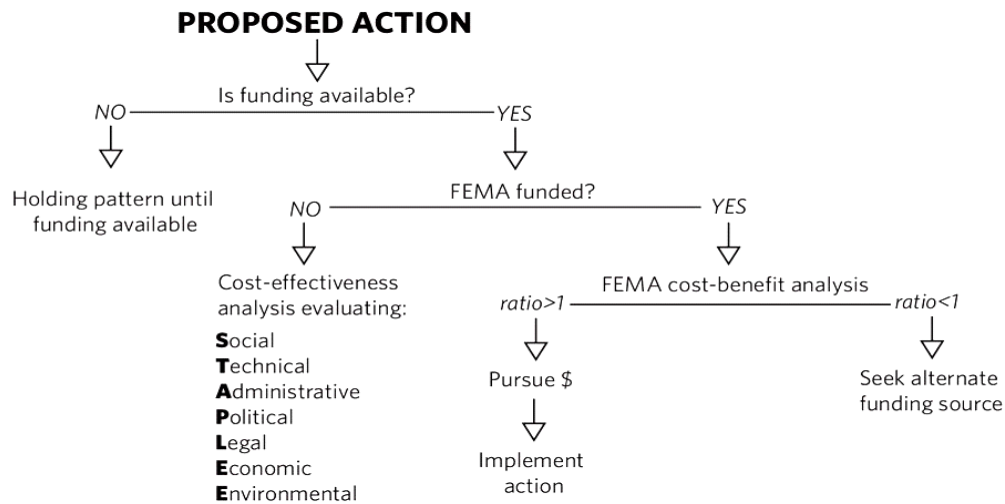 PROPOSED ACTION
Is funding available?
NO
YES
Holding pattern until
funding available
FEMA funded?
NO
YES
Cost-effectiveness
analysis evaluating:
Social
Technical
Administrative
Political
Legal
Economic
Environmental
FEMA cost-benefit analysis
ratio>1
ratio<1
Pursue $
Implement
action
Seek alternate
funding source